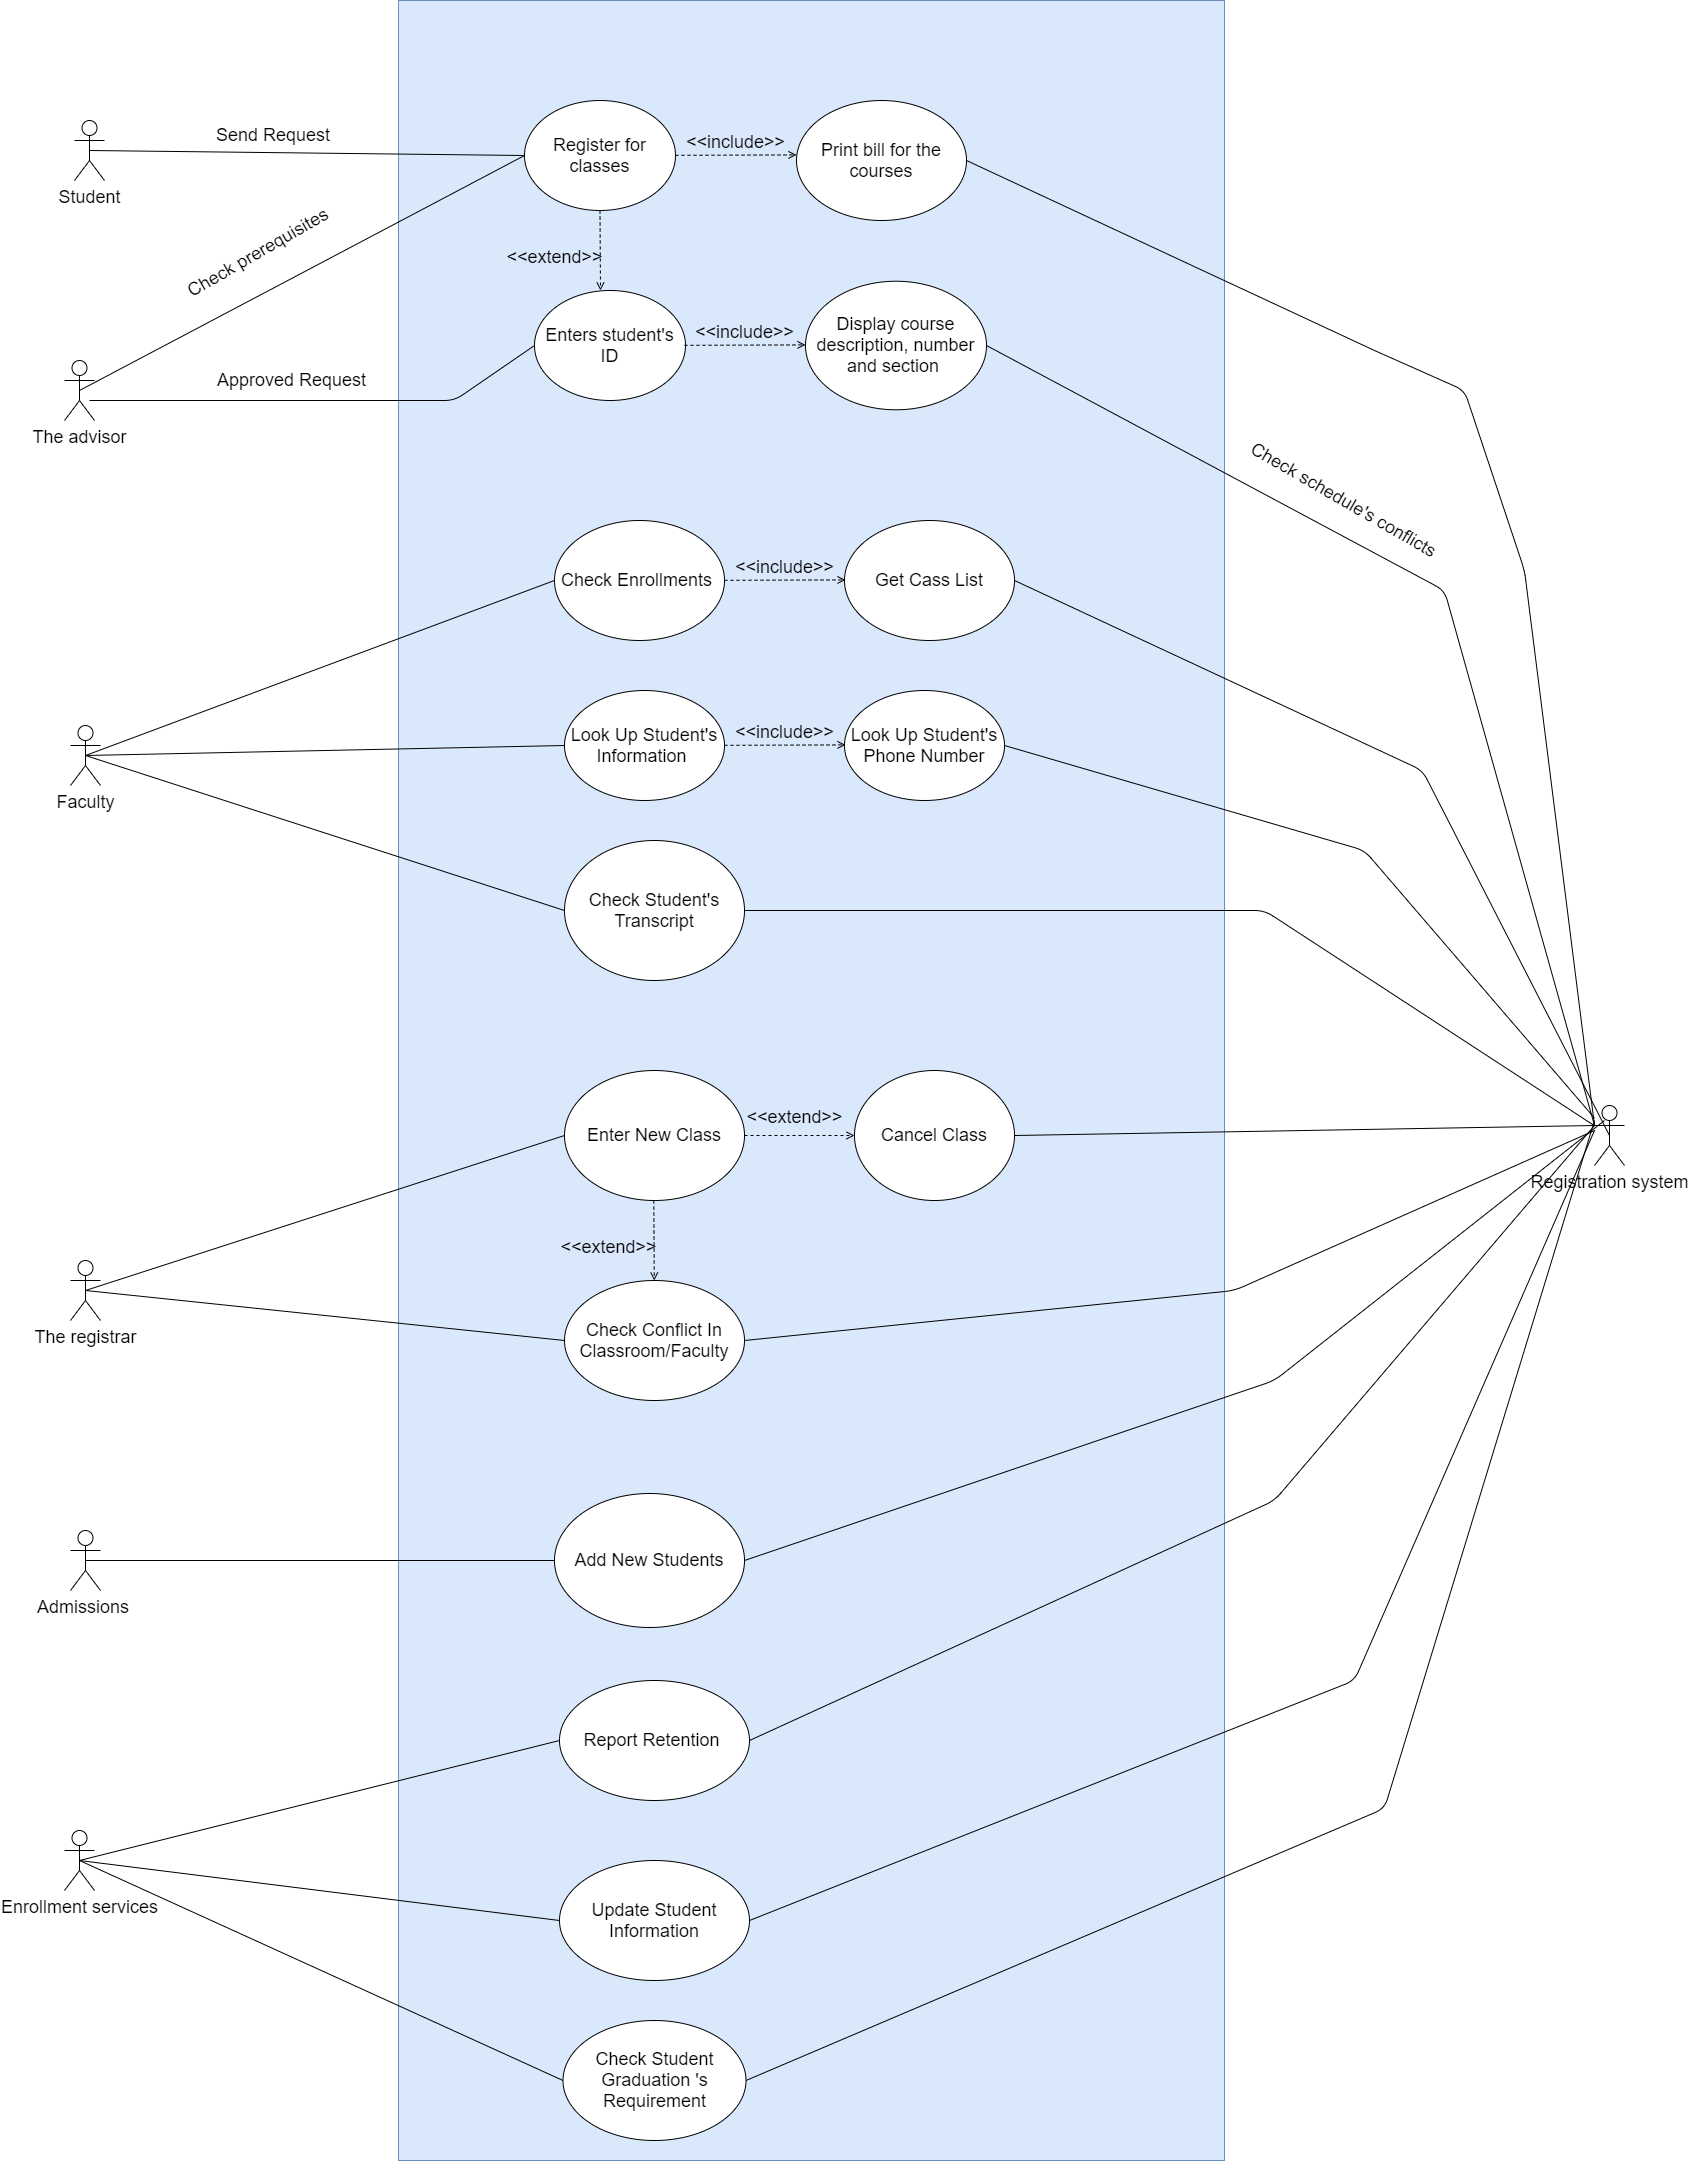 Send Request
Student
Register for
classes
<<include>>
Print bill for the
courses
Check prerequisites
<<extend>>
Enters student's
ID
<<include>>
Display course
description, number
and section
Approved Request
The advisor
Check schedule's conflicts
Check Enrollments
<<include>>
Get Cass List
Look Up Student's
Information
<<include>>
Look Up Student's
Phone Number
Faculty
Check Student's
Transcript
Enter New Class
<<extend>>
Cancel Class
Registration system
<<extend>>
The registrar
Check Conflict In
Classroom/Faculty
Add New Students
Admissions
Report Retention
Enrollment services
Update Student
Information
Check Student
Graduation 's
Requirement